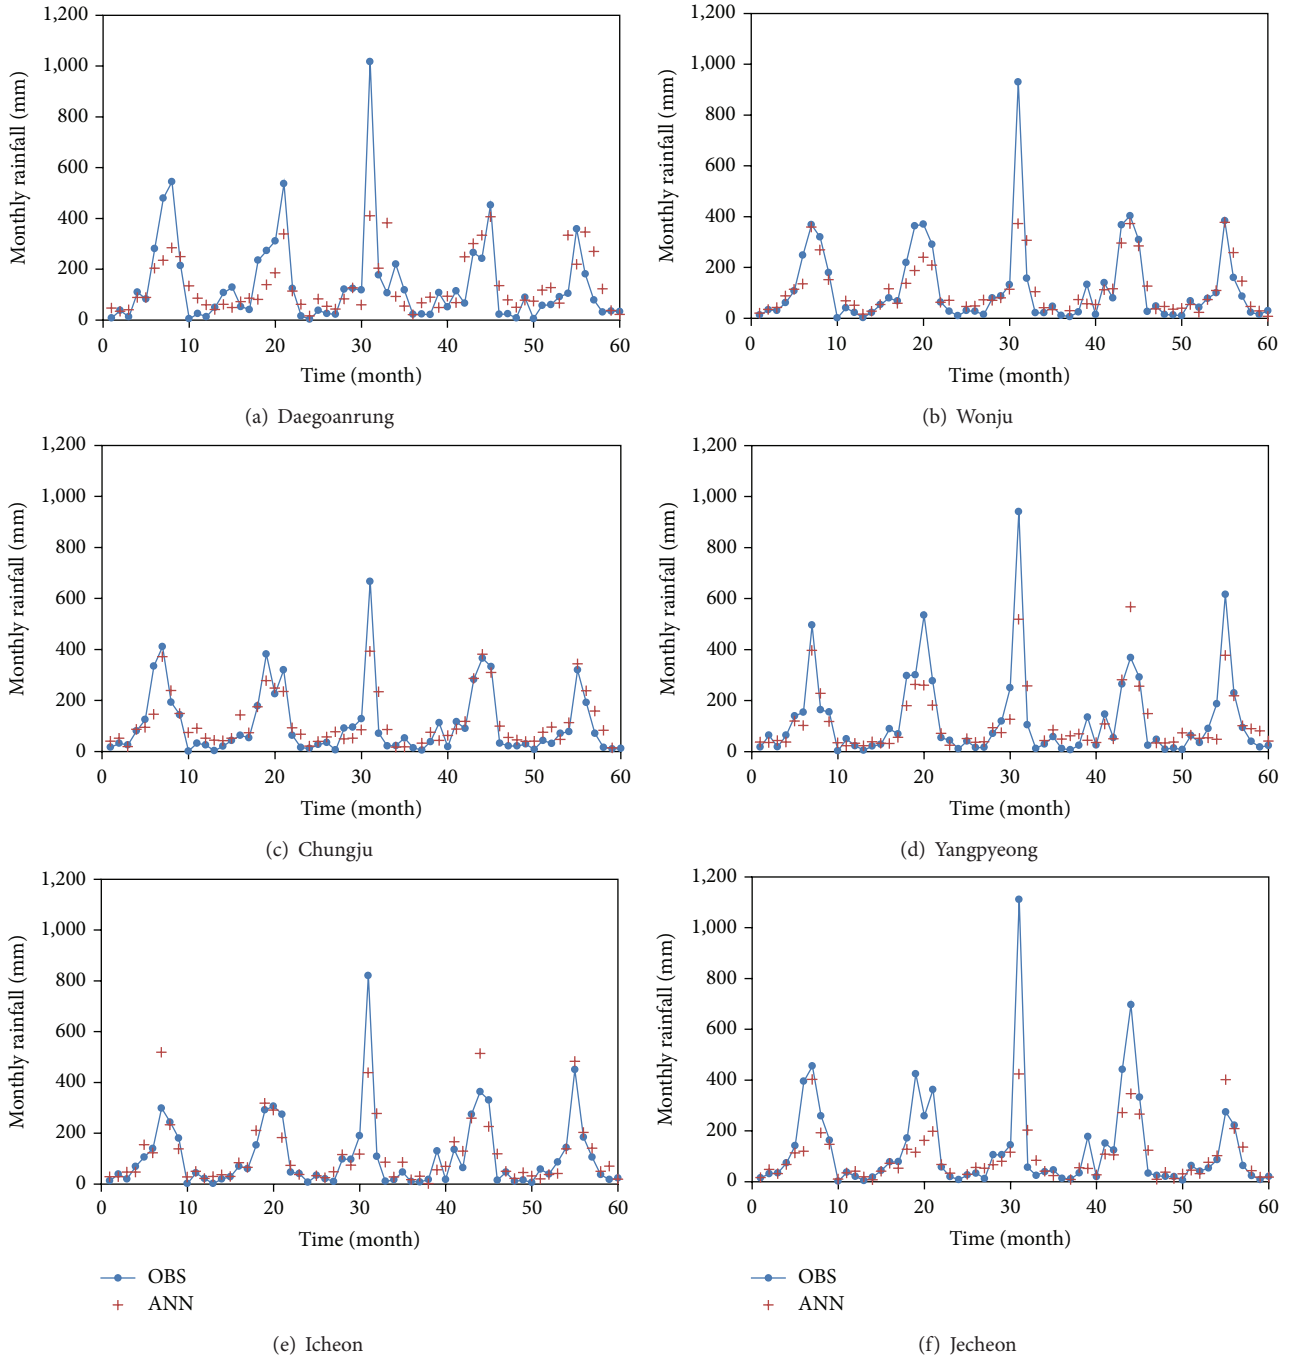 1,200
1,000
800
600
400
200
0
Monthly rainfall (mm)
0 10 20 30 40 50 60
Time (month)
(a) Daegoanrung
1,200
1,000
800
600
400
200
0
Monthly rainfall (mm)
0 10 20 30 40 50 60
Time (month)
(b) Wonju
1,200
1,000
800
600
400
200
0
Monthly rainfall (mm)
0 10 20 30 40 50 60
Time (month)
(c) Chungju
1,200
1,000
800
600
400
200
0
Monthly rainfall (mm)
0 10 20 30 40 50 60
Time (month)
(d) Yangpyeong
1,200
1,000
800
600
400
200
0
Monthly rainfall (mm)
0 10 20 30 40 50 60
Time (month)
OBS
ANN
(e) Icheon
1,200
1,000
800
600
400
200
0
Monthly rainfall (mm)
0 10 20 30 40 50 60
Time (month)
OBS
ANN
(f) Jecheon